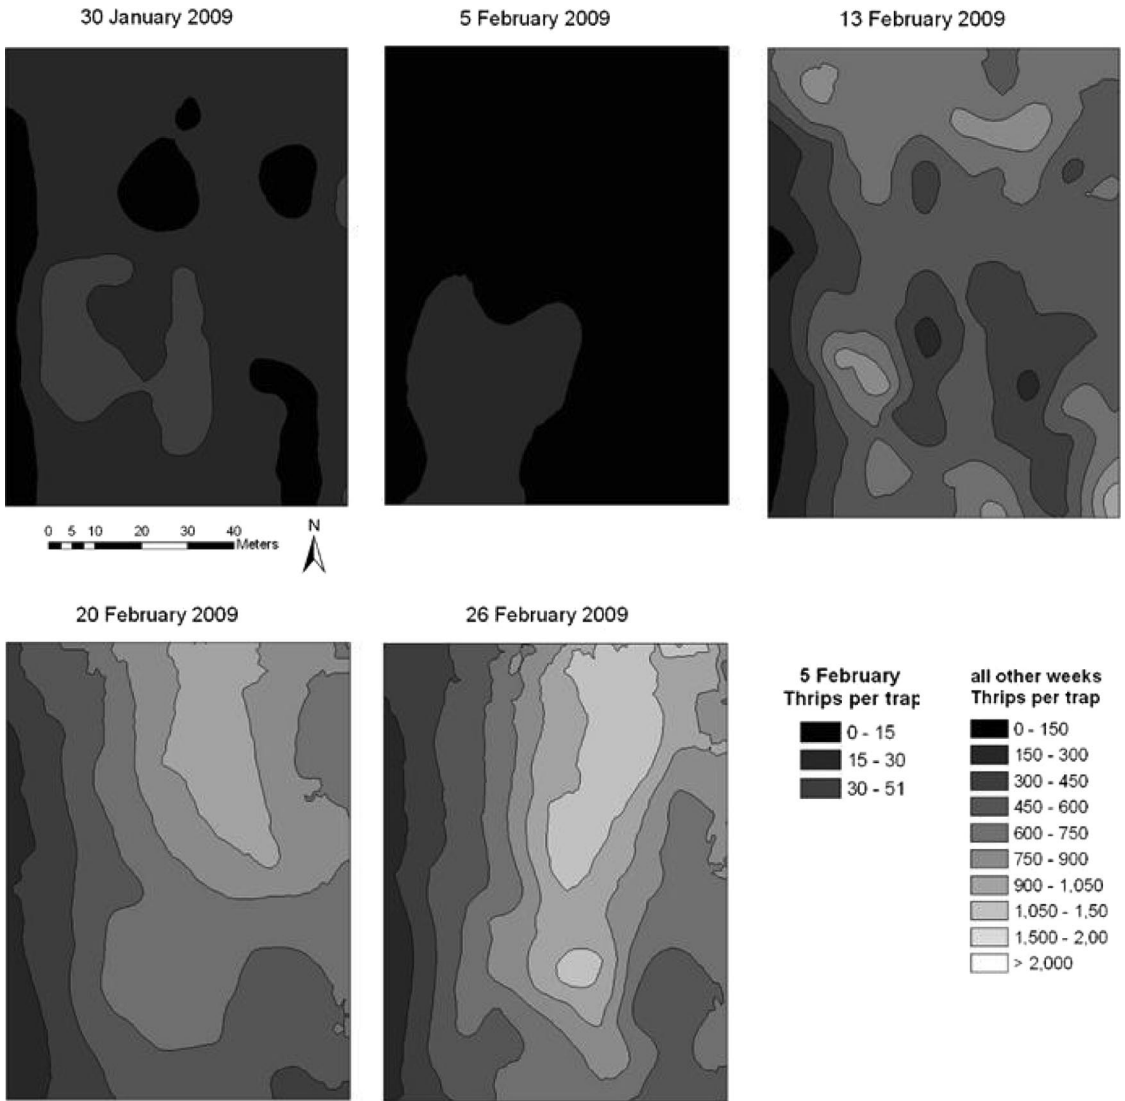 30 January 2009
5 February 2009
13 February 2009
0 5 10 20 30 40
Meters
N
20 February 2009
26 February 2009
5 February
Thrips per trap
0 - 15
15 - 30
30 - 51
all other weeks
Thrips per trap
0 - 150
150 - 300
300 - 450
450 - 600
600 - 750
750 - 900
900 - 1,050
1,050 - 1,50
1,500 - 2,00
> 2,000